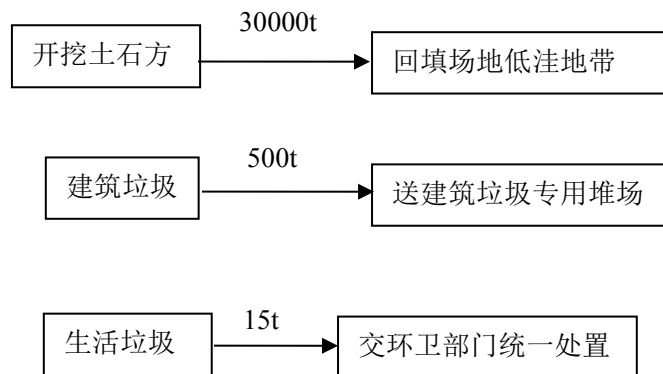 30000t
开挖土石方
回填场地低洼地带
500t
建筑垃圾
送建筑垃圾专用堆场
15t
生活垃圾
交环卫部门统一处置